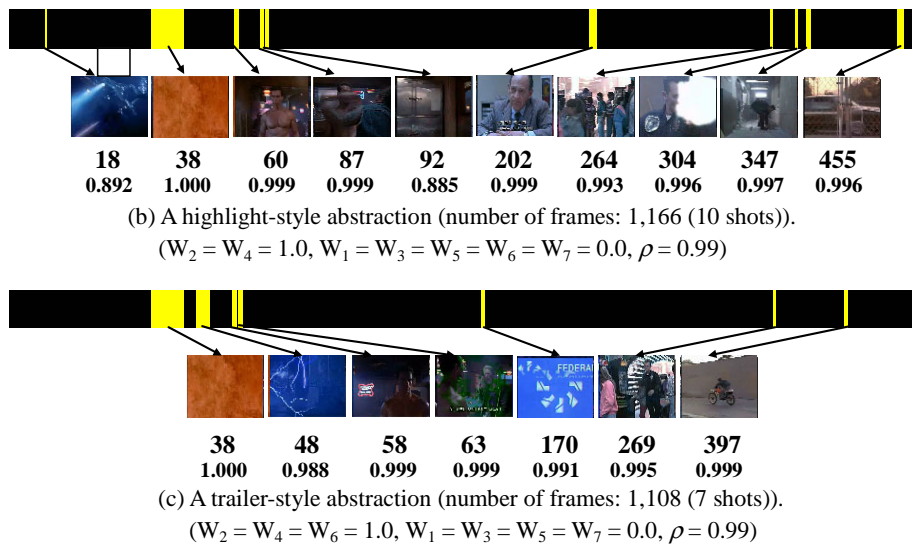 18 38 60 87 92 202 264 304 347 455
0.892 1.000 0.999 0.999 0.885 0.999 0.993 0.996 0.997 0.996
(b) A highlight-style abstraction (number of frames: 1,166 (10 shots)).
(W₂ = W₄ = 1.0, W₁ = W₃ = W₅ = W₆ = W₇ = 0.0, ρ = 0.99)
FEDERA
38 48 58 63 170 269 397
1.000 0.988 0.999 0.999 0.991 0.995 0.999
(c) A trailer-style abstraction (number of frames: 1,108 (7 shots)).
(W₂ = W₄ = W₆ = 1.0, W₁ = W₃ = W₅ = W₇ = 0.0, ρ = 0.99)